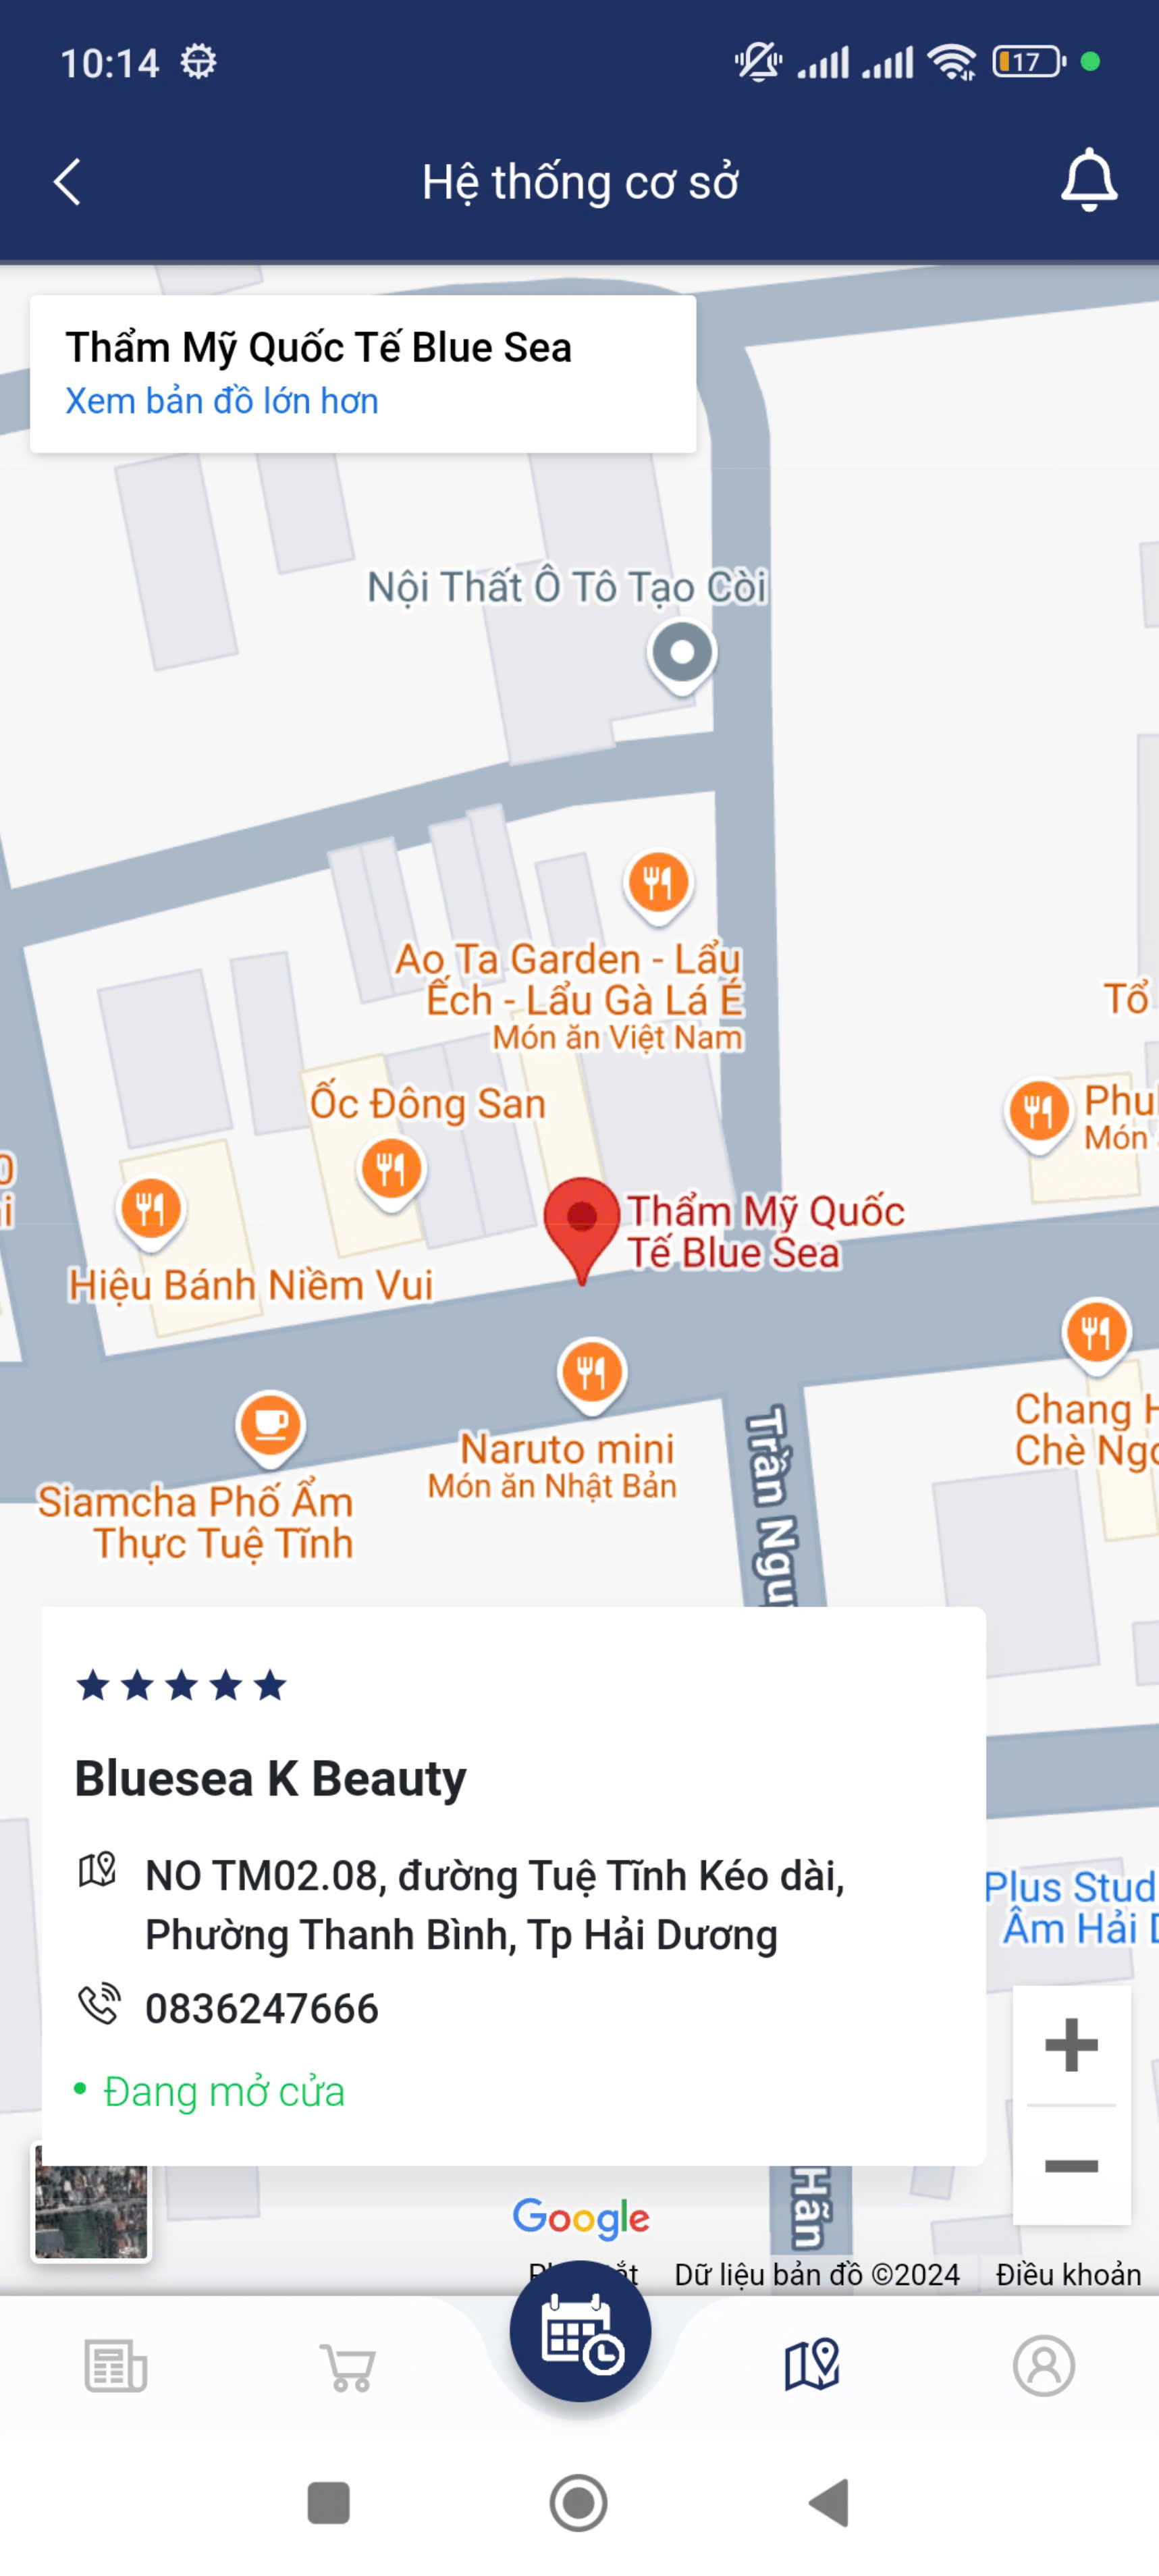 10:14
17
Hệ thống cơ sở
Thẩm Mỹ Quốc Tế Blue Sea
Xem bản đồ lớn hơn
Nội Thất Ô Tô Tạo Còi
Ao Ta Garden - Lẩu
Ếch - Lẩu Gà Lá É
Món ăn Việt Nam
Tổ
Ốc Đông San
Phu
Món
Thẩm Mỹ Quốc
Tế Blue Sea
Hiệu Bánh Niềm Vui
Naruto mini
Món ăn Nhật Bản
Chang
Chè
Siamcha Phố Ẩm
Thực Tuệ Tĩnh
Trần
Bluesea K Beauty
NO TM02.08, đường Tuệ Tĩnh Kéo dài,
Phường Thanh Bình, Tp Hải Dương
0836247666
Đang mở cửa
Plus Stud
Âm Hải
Hãn
Google
Dữ liệu bản đồ ©2024
Điều khoản